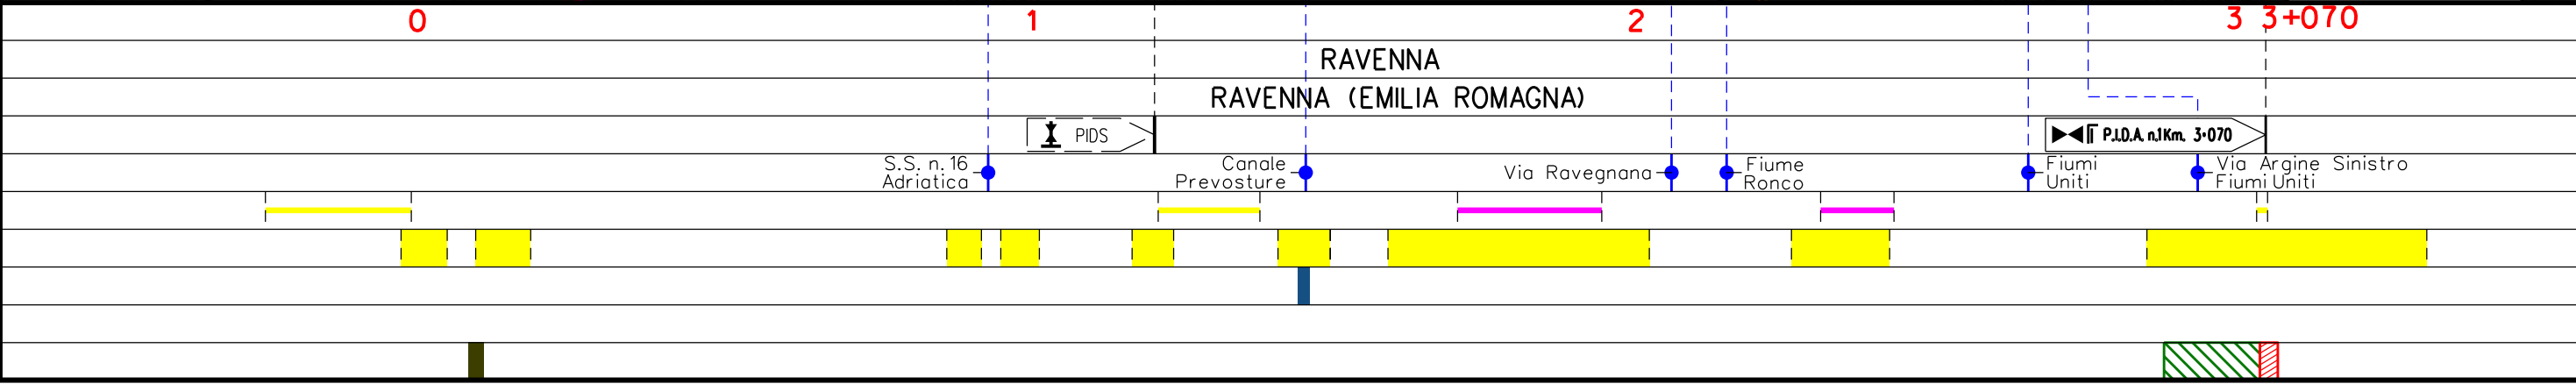 0 1 2 3 3+070
RAVENNA
RAVENNA (EMILIA ROMAGNA)
PIDS
P.I.D.A. n.1 Km. 3+070
S.S. n. 16
Adriatica
Canale
Prevosture
Via Ravegnana
Fiume
Ronco
Fiumi
Uniti
Via Argine Sinistro
Fiumi Uniti